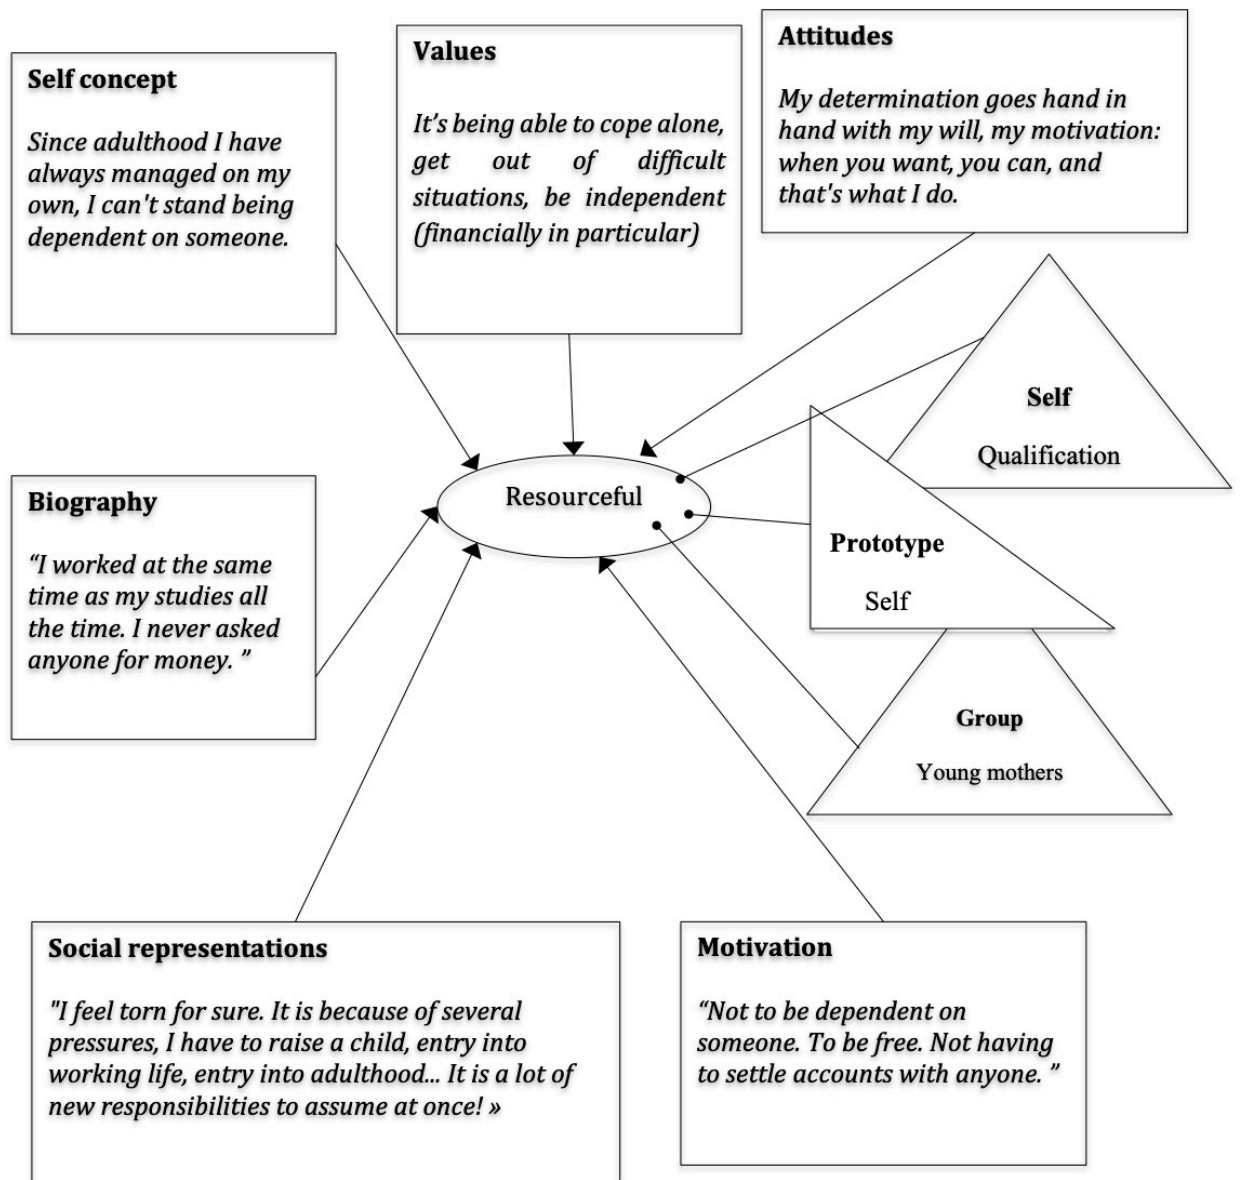 Self concept
Since adulthood I have
always managed on my
own, I can't stand being
dependent on someone.
Values
It's being able to cope alone,
get out of difficult
situations, be independent
(financially in particular)
Attitudes
My determination goes hand in
hand with my will, my motivation:
when you want, you can, and
that's what I do.
Self
Qualification
Resourceful
Biography
“I worked at the same
time as my studies all
the time. I never asked
anyone for money. ”
Prototype
Self
Group
Young mothers
Social representations
"I feel torn for sure. It is because of several
pressures, I have to raise a child, entry into
working life, entry into adulthood... It is a lot of
new responsibilities to assume at once! »
Motivation
“Not to be dependent on
someone. To be free. Not having
to settle accounts with anyone. ”